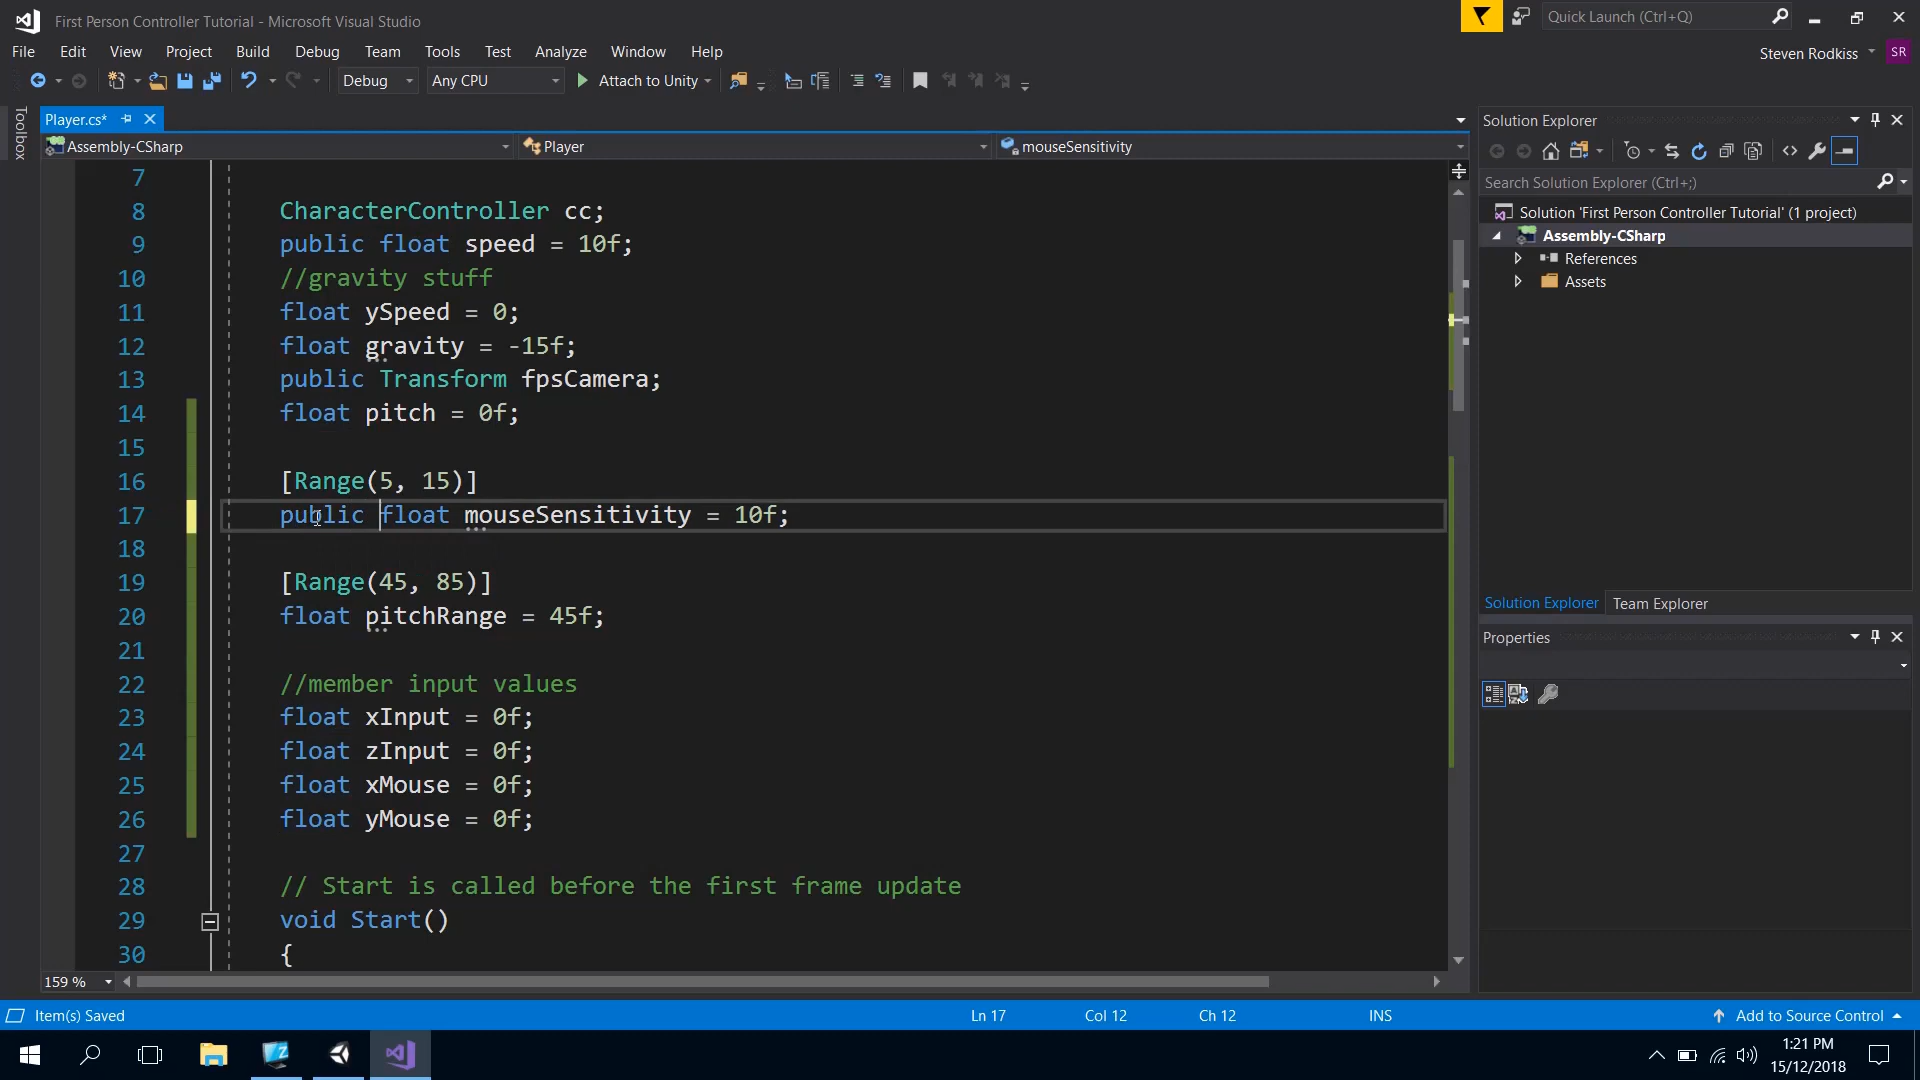 First Person Controller Tutorial - Microsoft Visual Studio
Quick Launch (Ctrl+Q)
File Edit View Project Build Debug Team Tools Test Analyze Window Help
Steven Rodkiss SR
Debug Any CPU Attach to Unity
Toolbox
Player.cs*
Assembly-CSharp Player mouseSensitivity
7
8 CharacterController cc;
9 public float speed = 10f;
10 //gravity stuff
11 float ySpeed = 0;
12 float gravity = -15f;
13 public Transform fpsCamera;
14 float pitch = 0f;
15
16 [Range(5, 15)]
17 public float mouseSensitivity = 10f;
18
19 [Range(45, 85)]
20 float pitchRange = 45f;
21
22 //member input values
23 float xInput = 0f;
24 float zInput = 0f;
25 float xMouse = 0f;
26 float yMouse = 0f;
27
28 // Start is called before the first frame update
29 void Start()
30 {
159 %
Solution Explorer
Search Solution Explorer (Ctrl+;)
Solution 'First Person Controller Tutorial' (1 project)
Assembly-CSharp
References
Assets
Solution Explorer Team Explorer
Properties
Item(s) Saved Ln 17 Col 12 Ch 12 INS Add to Source Control
1:21 PM
15/12/2018